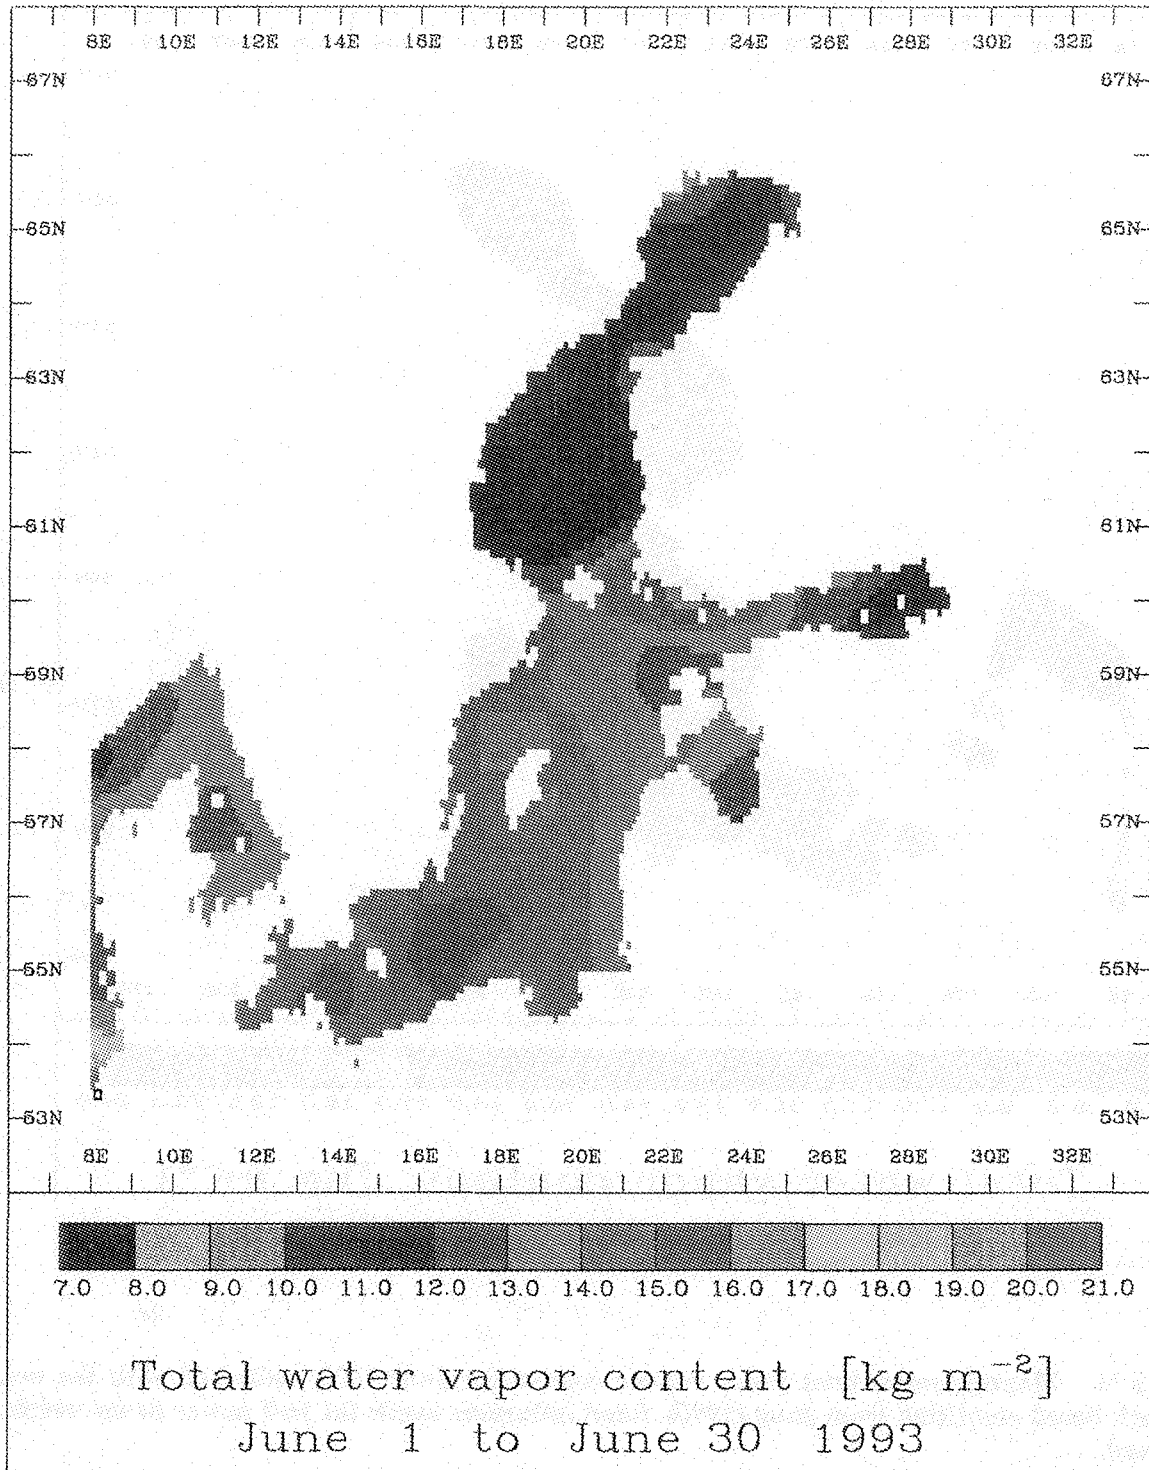 8E 10E 12E 14E 16E 18E 20E 22E 24E 26E 28E 30E 32E
67N 67N
65N 65N
63N 63N
61N 61N
59N 59N
57N 57N
55N 55N
53N 53N
8E 10E 12E 14E 16E 18E 20E 22E 24E 26E 28E 30E 32E
7.0 8.0 9.0 10.0 11.0 12.0 13.0 14.0 15.0 16.0 17.0 18.0 19.0 20.0 21.0
Total water vapor content [kg m⁻²]
June 1 to June 30 1993